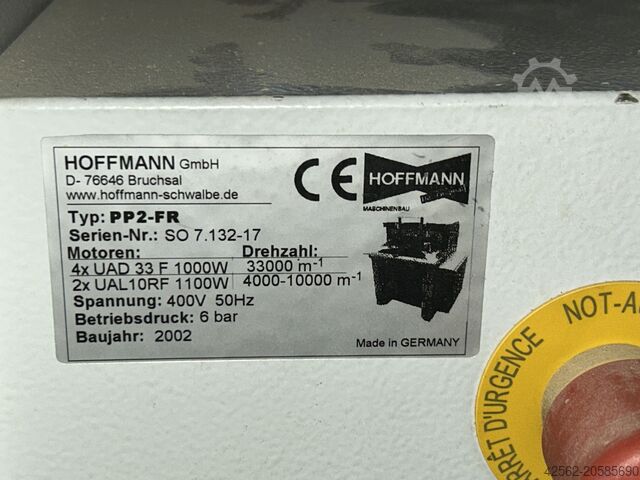 HOFFMANN GmbH
D- 76646 Bruchsal
www.hoffmann-schwalbe.de
CE
HOFFMANN
MASCHINENBAU
Typ: PP2-FR
Serien-Nr.: SO 7.132-17
Motoren: Drehzahl:
4x UAD 33 F 1000W 33000 m-1
2x UAL10RF 1100W 4000-10000 m-1
Spannung: 400V 50Hz
Betriebsdruck: 6 bar
Baujahr: 2002
Made in GERMANY
ARRÊT D'URGENCE
NOT-A
42562-20585690